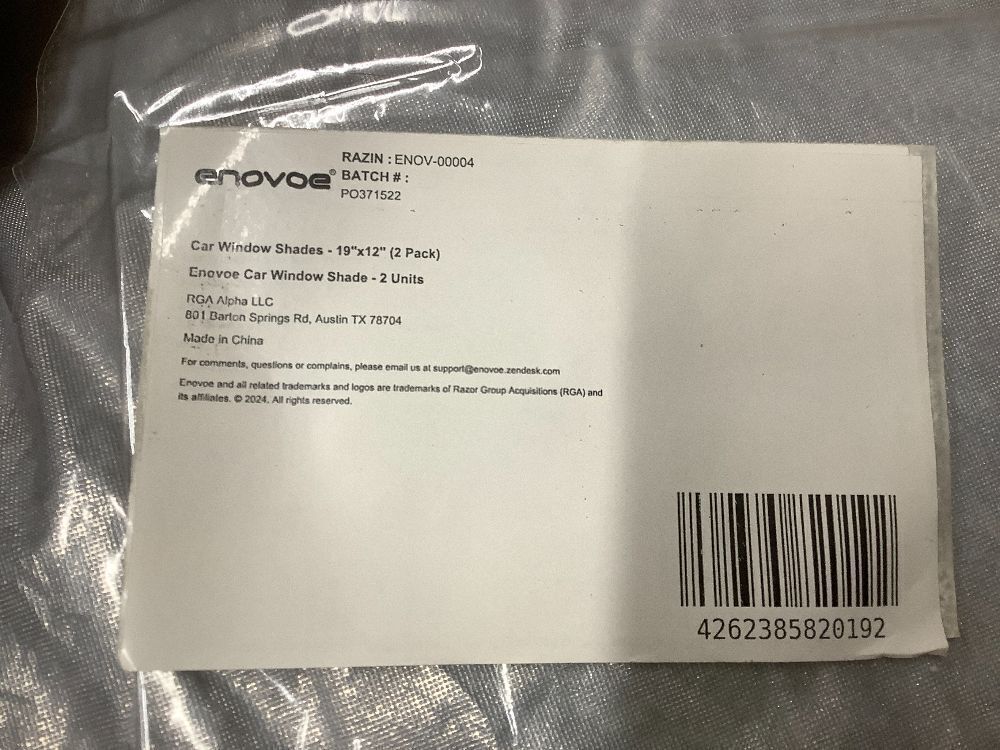 enovoe®
RAZIN : ENOV-00004
BATCH # :
PO371522
Car Window Shades - 19"x12" (2 Pack)
Enovoe Car Window Shade - 2 Units
RGA Alpha LLC
801 Barton Springs Rd, Austin TX 78704
Made in China
For comments, questions or complains, please email us at support@enovoe.zendesk.com
Enovoe and all related trademarks and logos are trademarks of Razor Group Acquisitions (RGA) and
its affiliates. © 2024. All rights reserved.
4262385820192